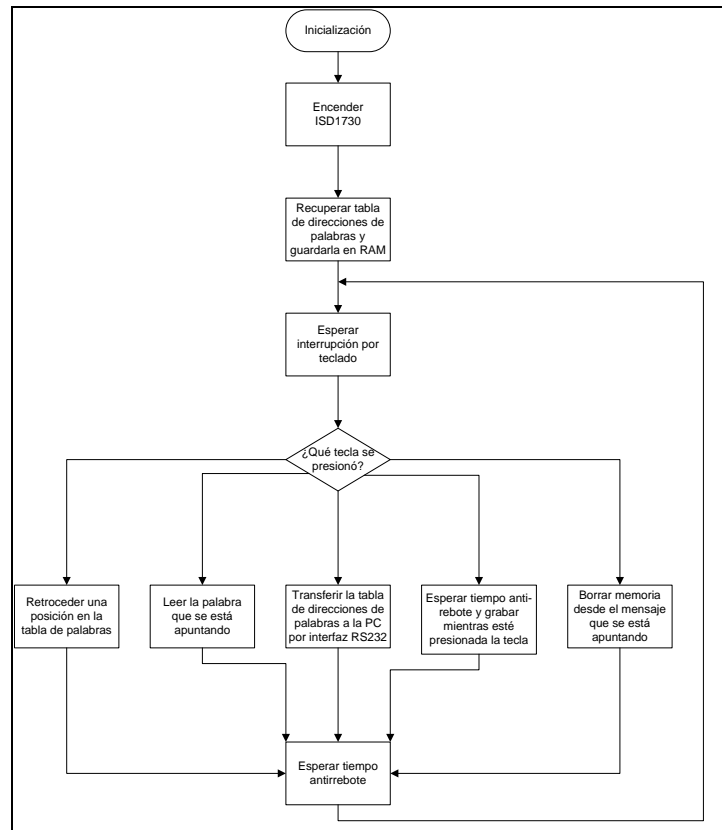 Inicialización
Encender
ISD1730
Recuperar tabla
de direcciones de
palabras y
guardarla en RAM
Esperar
interrupción por
teclado
¿Qué tecla se
presionó?
Retroceder una
posición en la
tabla de palabras
Leer la palabra
que se está
apuntando
Transferir la tabla
de direcciones de
palabras a la PC
por interfaz RS232
Esperar tiempo anti-
rebote y grabar
mientras esté
presionada la tecla
Borrar memoria
desde el mensaje
que se está
apuntando
Esperar tiempo
antirrebote